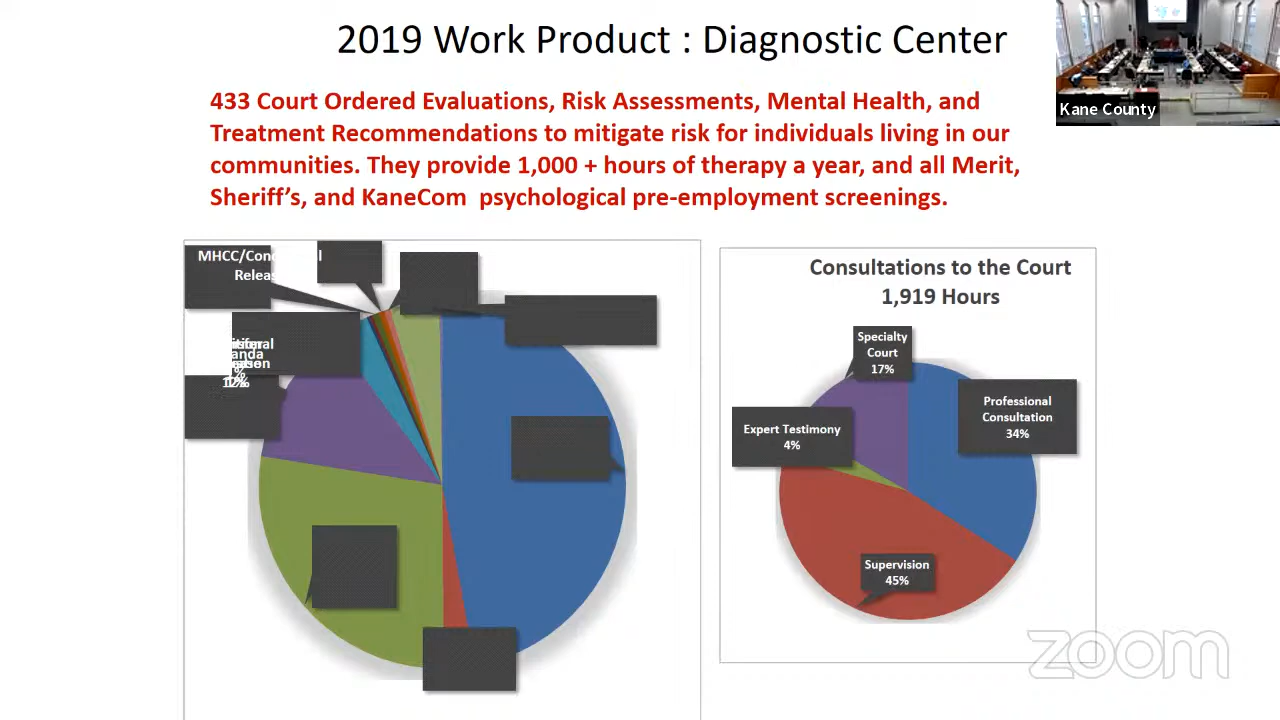 2019 Work Product : Diagnostic Center
Kane County
433 Court Ordered Evaluations, Risk Assessments, Mental Health, and
Treatment Recommendations to mitigate risk for individuals living in our
communities. They provide 1,000 + hours of therapy a year, and all Merit,
Sheriff’s, and KaneCom psychological pre-employment screenings.
MHCC/Con
Consultations to the Court
1,919 Hours
Specialty
Court
17%
Professional
Consultation
34%
Expert Testimony
4%
Supervision
45%
zoom